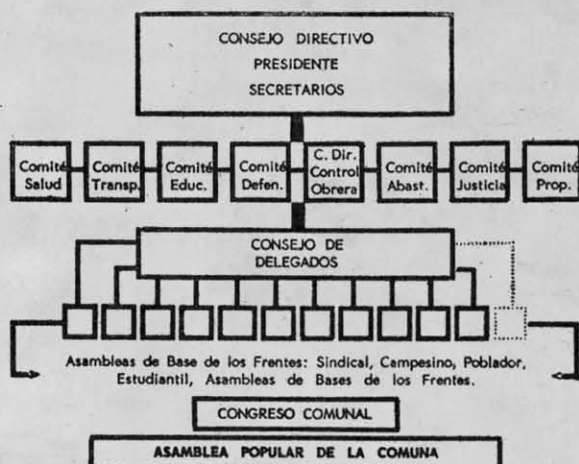 CONSEJO DIRECTIVO
PRESIDENTE
SECRETARIOS
Comité
Salud
Comité
Transp.
Comité
Educ.
Comité
Defen.
C. Dir.
Control
Obrera
Comité
Abast.
Comité
Justicia
Comité
Prop.
CONSEJO DE
DELEGADOS
Asambleas de Base de los Frentes: Sindical, Campesino, Poblador,
Estudiantil, Asambleas de Bases de los Frentes.
CONGRESO COMUNAL
ASAMBLEA POPULAR DE LA COMUNA